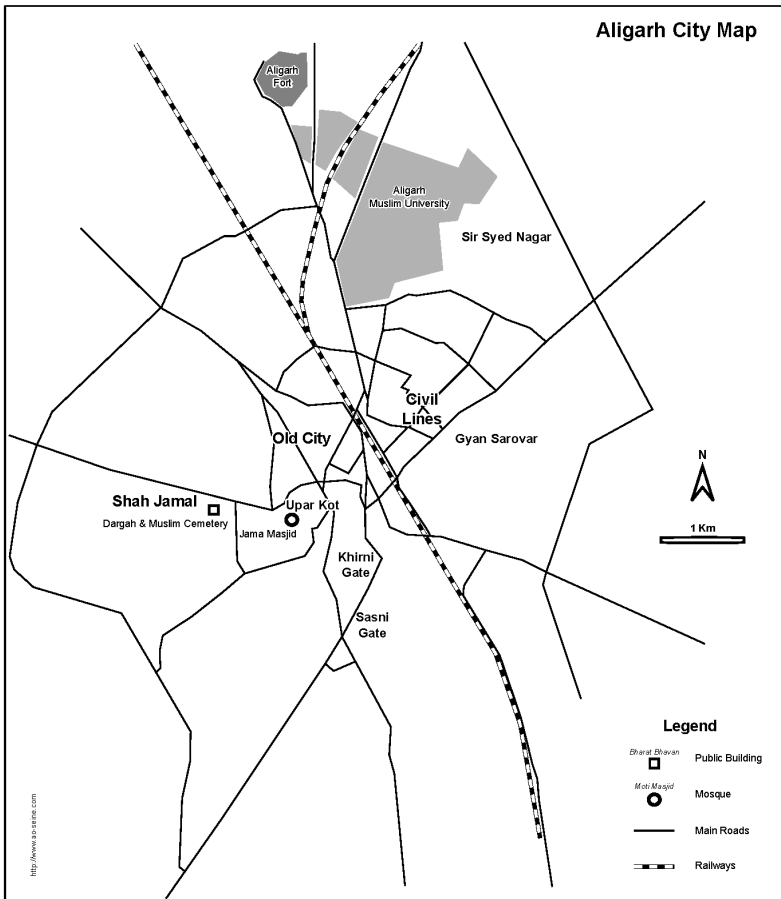 Aligarh City Map
Aligarh
Fort
Aligarh
Muslim University
Sir Syed Nagar
Civil
Lines
Old City
Gyan Sarovar
N
Shah Jamal
Dargah & Muslim Cemetery
Upar Kot
Jama Masjid
1 Km
Khirni
Gate
Sasni
Gate
Legend
Bharat Bhavan
Public Building
Moti Masjid
Mosque
Main Roads
Railways
http://www.ao-seine.com